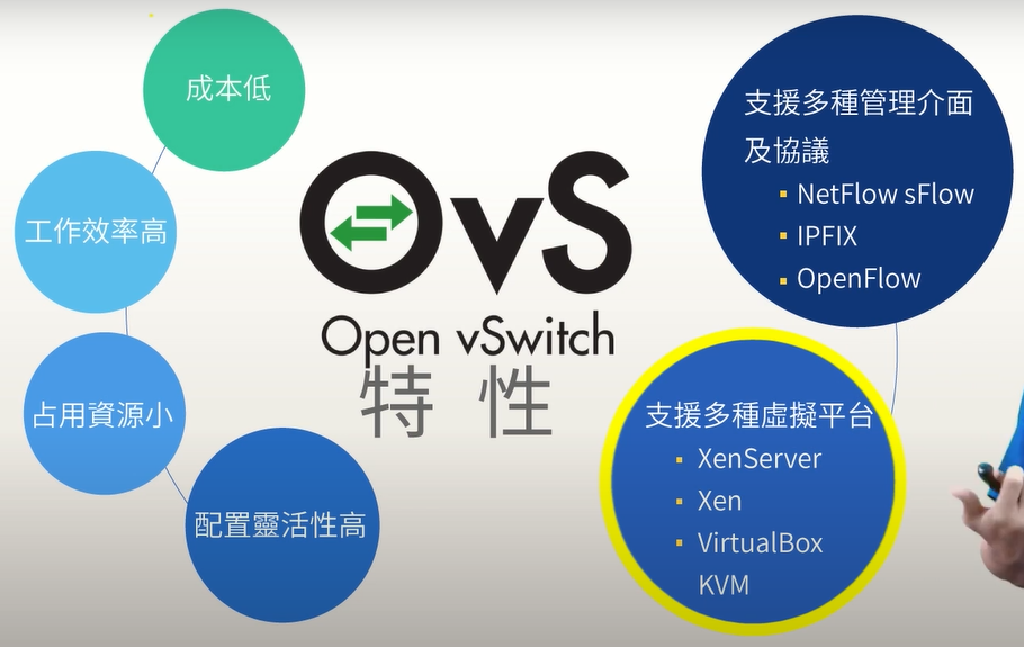 成本低
工作效率高
占用資源小
配置靈活性高
OvS
Open vSwitch
特 性
支援多種管理介面
及協議
▪ NetFlow sFlow
▪ IPFIX
▪ OpenFlow
支援多種虛擬平台
▪ XenServer
▪ Xen
▪ VirtualBox
KVM